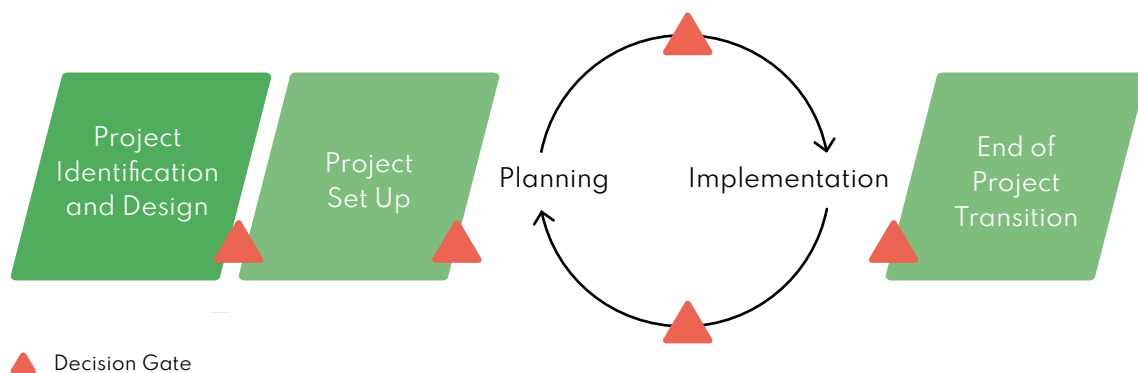 Project
Identification
and Design
Project
Set Up
Planning
Implementation
End of
Project
Transition
Decision Gate